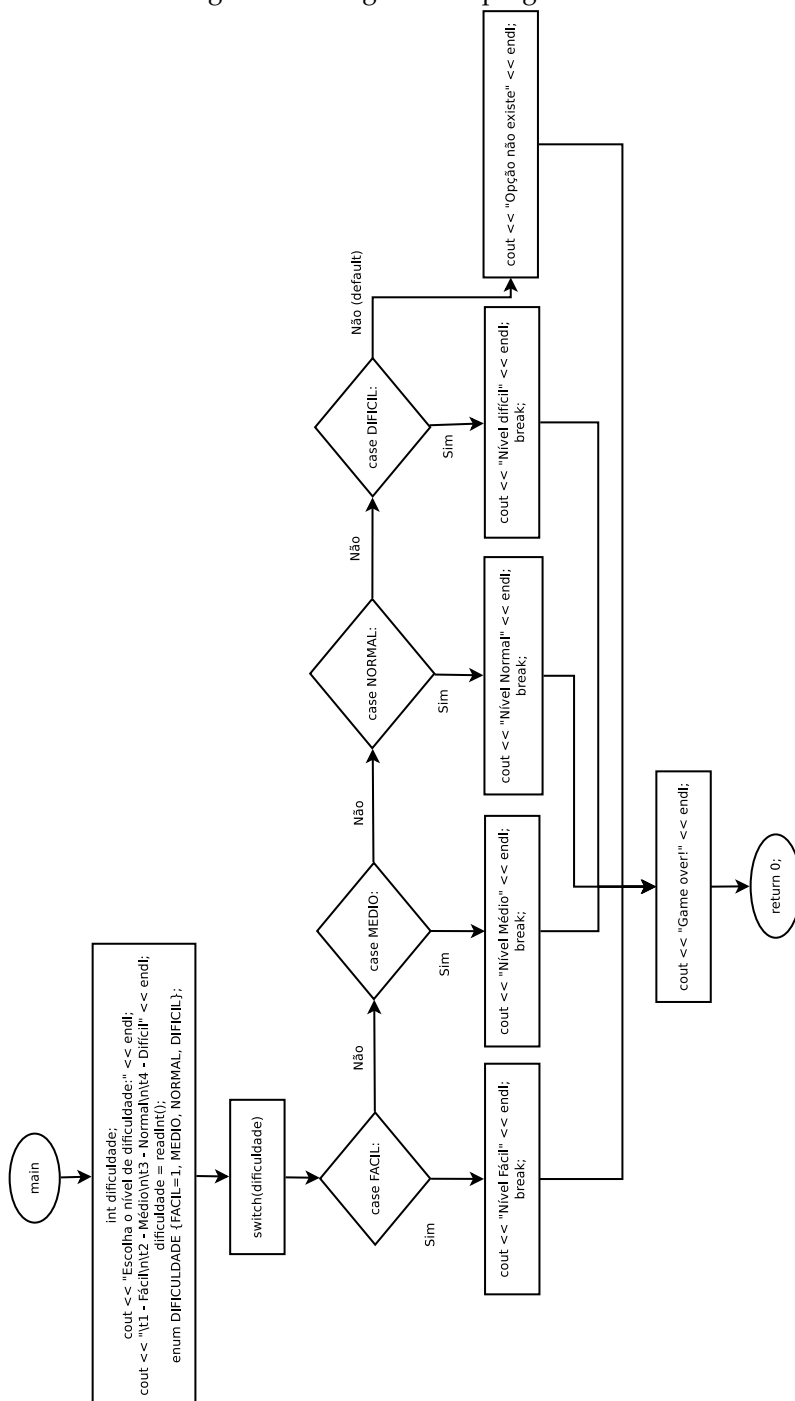 main
int dificuldade;
cout << "Escolha o nível de dificuldade:" << endl;
cout << "\t1 - Fácil\n\t2 - Médio\n\t3 - Normal\n\t4 - Difícil" << endl;
dificuldade = readInt();
enum DIFICULDADE {FACIL=1, MEDIO, NORMAL, DIFICIL};
switch(dificuldade)
case FACIL:
Sim
cout << "Nível Fácil" << endl;
break;
Não
case MEDIO:
Sim
cout << "Nível Médio" << endl;
break;
Não
case NORMAL:
Sim
cout << "Nível Normal" << endl;
break;
Não
case DIFICIL:
Sim
cout << "Nível difícil" << endl;
break;
Não (default)
cout << "Opção não existe" << endl;
cout << "Game over!" << endl;
return 0;